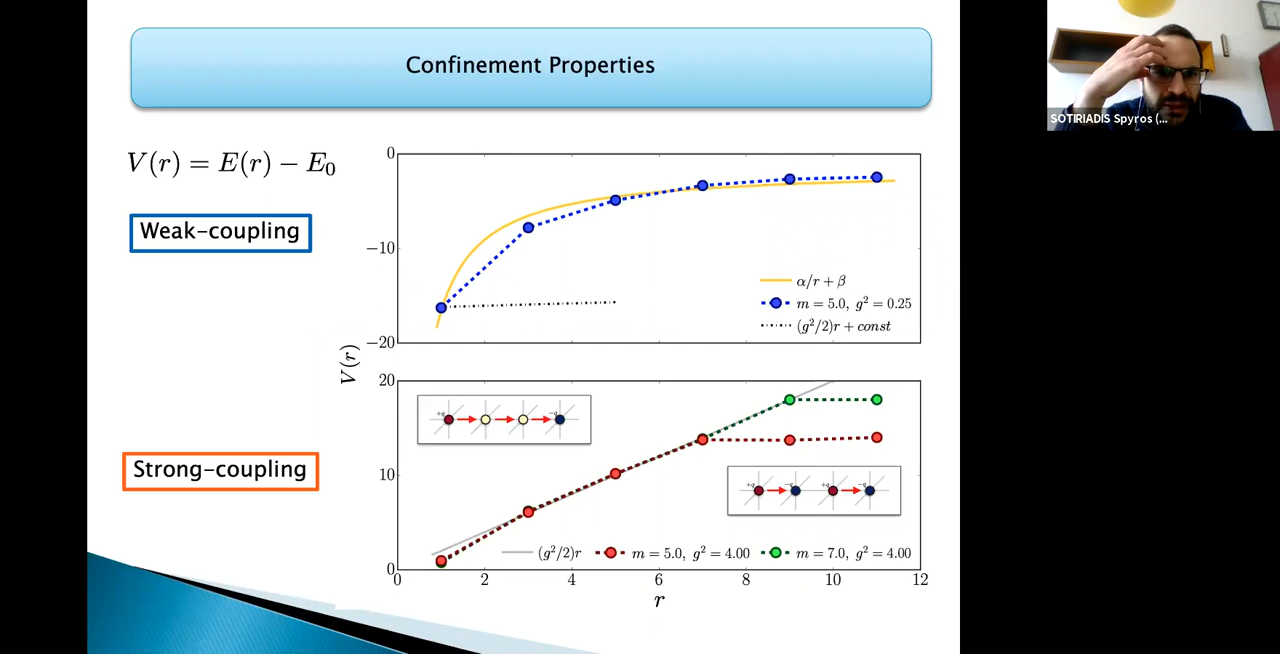 Confinement Properties
V(r) = E(r) − E₀
Weak-coupling
Strong-coupling
V(r)
0
−10
−20
α/r + β
m = 5.0, g² = 0.25
(g²/2)r + const
20
10
0
+q −q
+q −q +q −q
(g²/2)r m = 5.0, g² = 4.00 m = 7.0, g² = 4.00
0 2 4 6 8 10 12
r
SOTIRIADIS Spyros (...